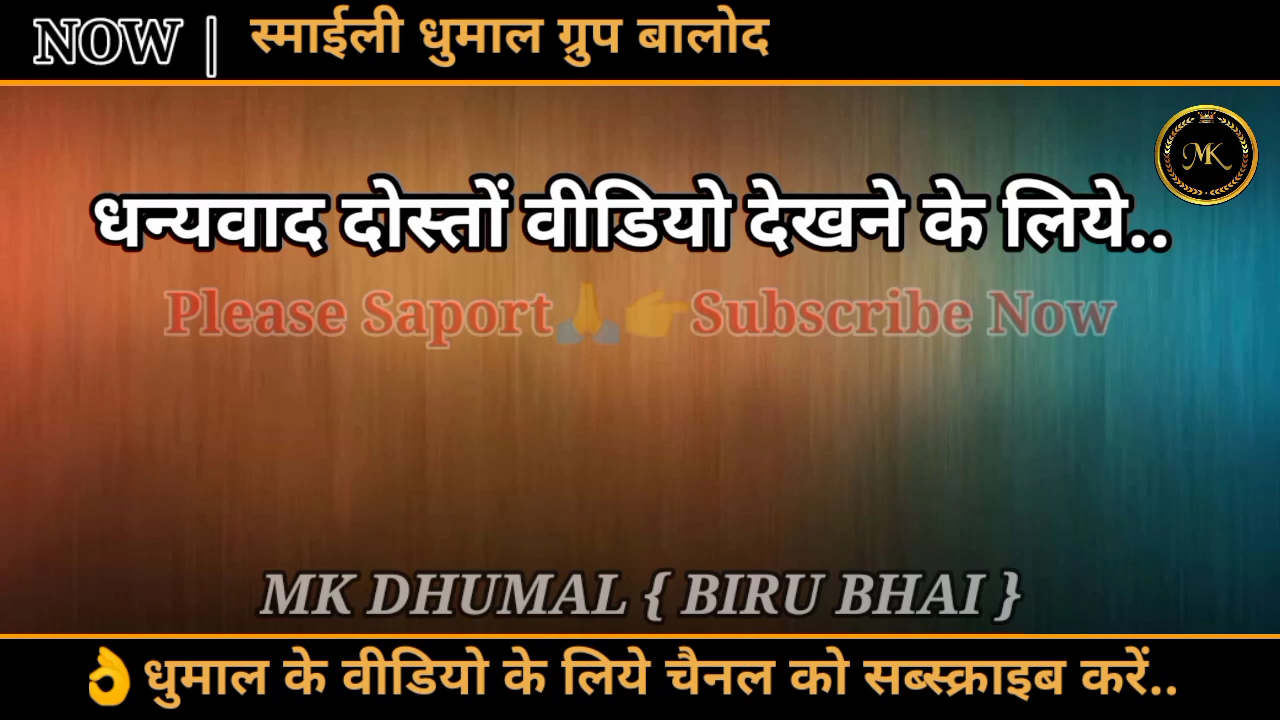 NOW | स्माईली धुमाल ग्रुप बालोद
MK
धन्यवाद दोस्तों वीडियो देखने के लिये..
Please Saport🙏👉Subscribe Now
MK DHUMAL { BIRU BHAI }
👌धुमाल के वीडियो के लिये चैनल को सब्स्क्राइब करें..